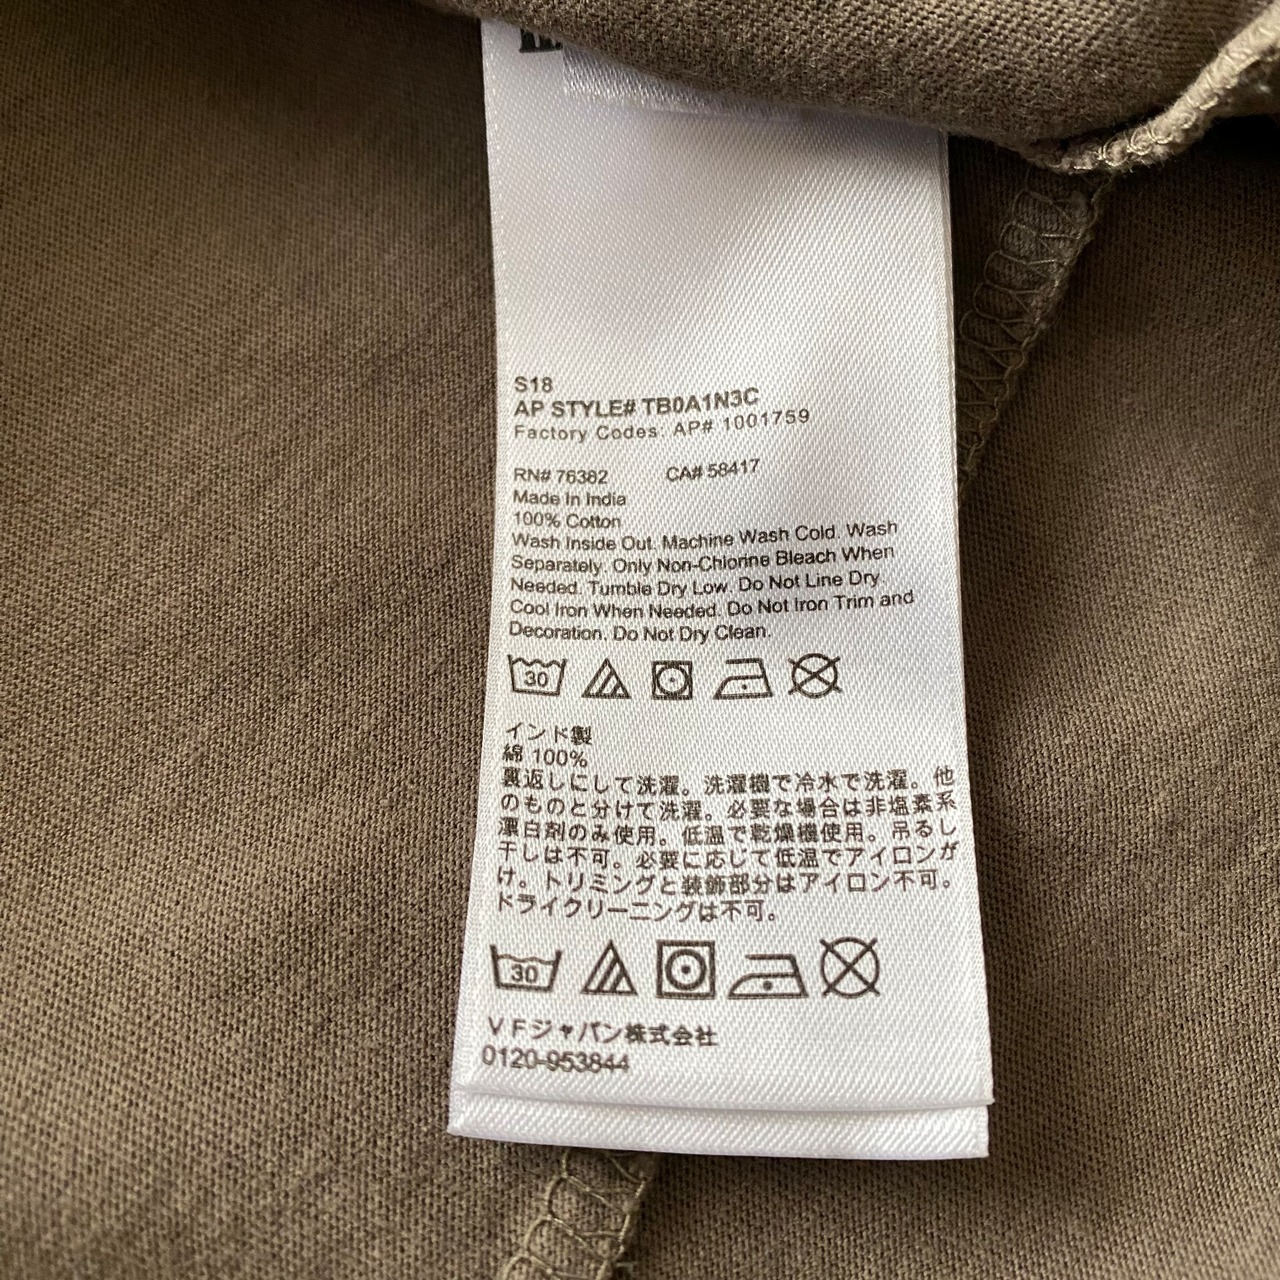 S18
AP STYLE# TB0A1N3C
Factory Codes: AP# 1001759
RN# 76382 CA# 58417
Made In India
100% Cotton
Wash Inside Out. Machine Wash Cold. Wash
Separately. Only Non-Chlorine Bleach When
Needed. Tumble Dry Low. Do Not Line Dry.
Cool Iron When Needed. Do Not Iron Trim and
Decoration. Do Not Dry Clean.
30
インド製
綿 100%
裏返しにして洗濯。洗濯機で冷水で洗濯。他
のものと分けて洗濯。必要な場合は非塩素系
漂白剤のみ使用。低温で乾燥機使用。吊るし
干しは不可。必要に応じて低温でアイロンが
け。トリミングと装飾部分はアイロン不可。
ドライクリーニングは不可。
30
VFジャパン株式会社
0120-953844